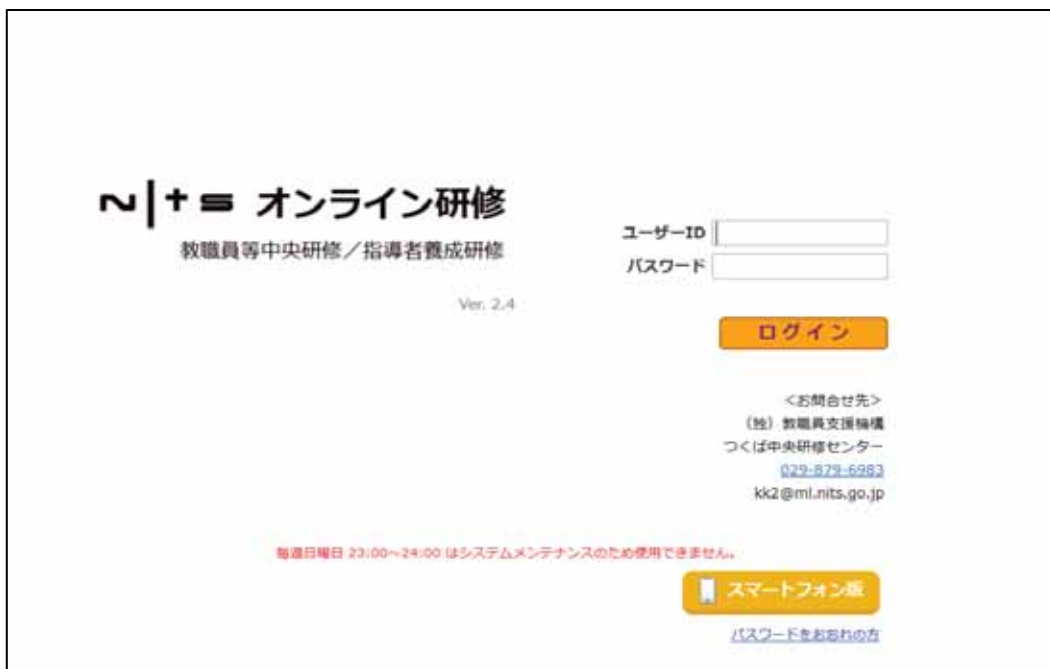 N|ts オンライン研修
教職員等中央研修／指導者養成研修
Ver. 2.4
ユーザーID
パスワード
ログイン
＜お問合せ先＞
（独）教職員支援機構
つくば中央研修センター
029-879-6983
kk2@ml.nits.go.jp
毎週日曜日 23:00～24:00 はシステムメンテナンスのため使用できません。
スマートフォン版
パスワードをお忘れの方